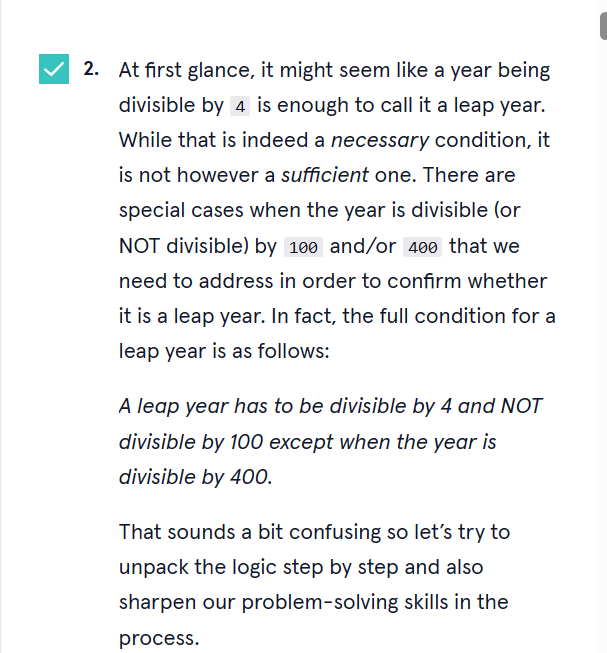 2. At first glance, it might seem like a year being
divisible by 4 is enough to call it a leap year.
While that is indeed a necessary condition, it
is not however a sufficient one. There are
special cases when the year is divisible (or
NOT divisible) by 100 and/or 400 that we
need to address in order to confirm whether
it is a leap year. In fact, the full condition for a
leap year is as follows:
A leap year has to be divisible by 4 and NOT
divisible by 100 except when the year is
divisible by 400.
That sounds a bit confusing so let’s try to
unpack the logic step by step and also
sharpen our problem-solving skills in the
process.